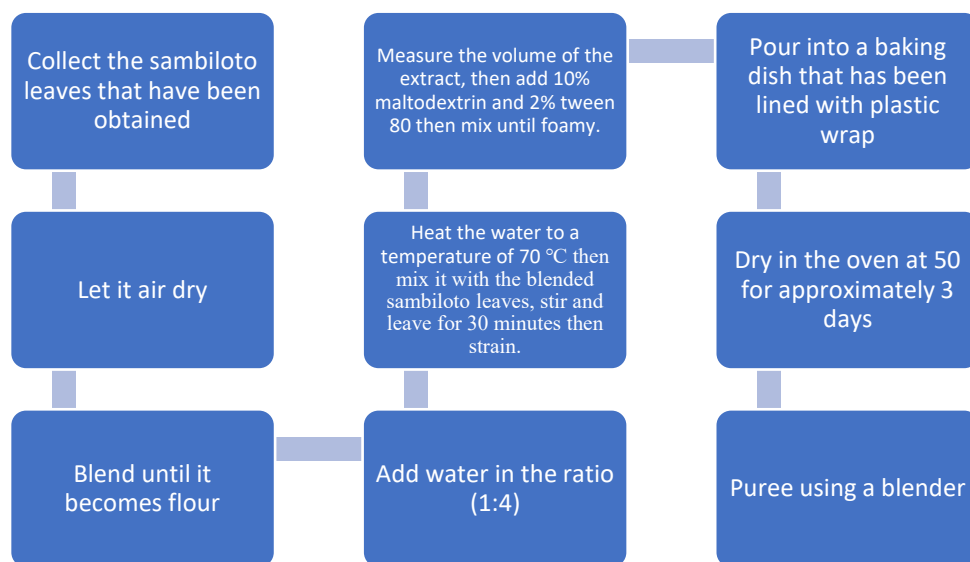 Collect the sambiloto
leaves that have been
obtained
Let it air dry
Blend until it
becomes flour
Add water in the ratio
(1:4)
Heat the water to a
temperature of 70 °C then
mix it with the blended
sambiloto leaves, stir and
leave for 30 minutes then
strain.
Measure the volume of the
extract, then add 10%
maltodextrin and 2% tween
80 then mix until foamy.
Pour into a baking
dish that has been
lined with plastic
wrap
Dry in the oven at 50
for approximately 3
days
Puree using a blender